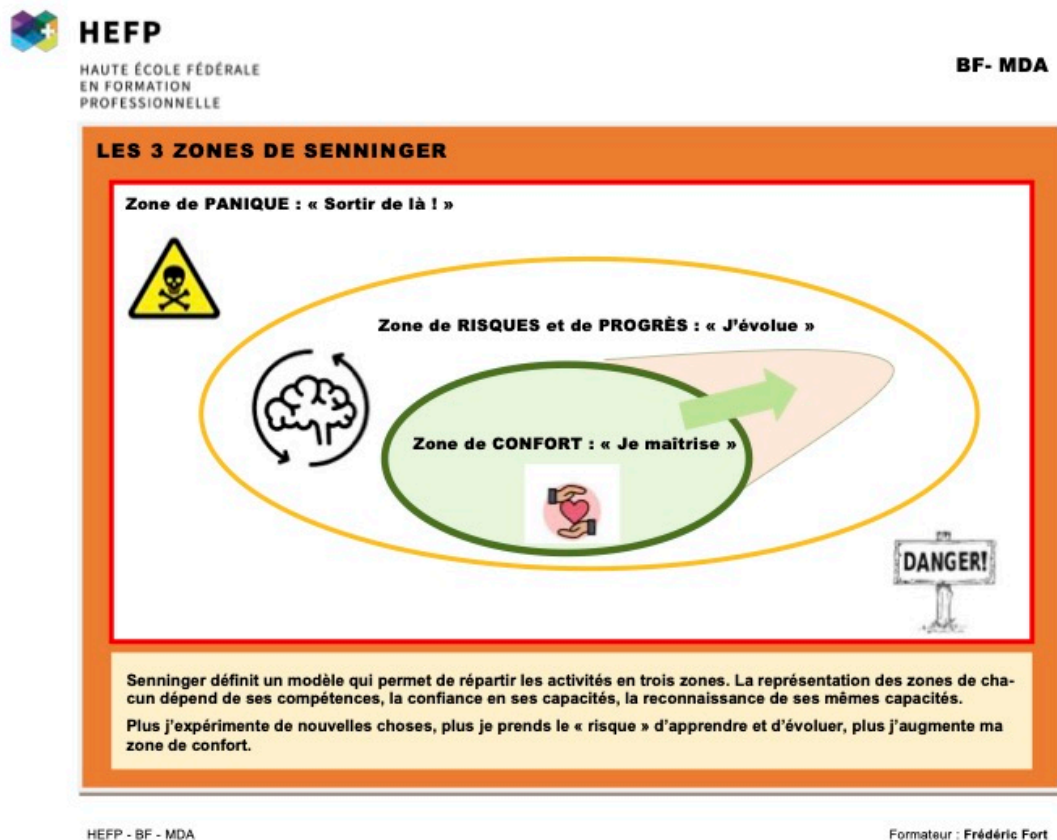 HEFP
HAUTE ÉCOLE FÉDÉRALE
EN FORMATION
PROFESSIONNELLE
BF- MDA
LES 3 ZONES DE SENNINGER
Zone de PANIQUE : « Sortir de là ! »
Zone de RISQUES et de PROGRÈS : « J’évolue »
Zone de CONFORT : « Je maîtrise »
DANGER!
Senninger définit un modèle qui permet de répartir les activités en trois zones. La représentation des zones de cha-
cun dépend de ses compétences, la confiance en ses capacités, la reconnaissance de ses mêmes capacités.
Plus j’expérimente de nouvelles choses, plus je prends le « risque » d’apprendre et d’évoluer, plus j’augmente ma
zone de confort.
HEFP - BF - MDA
Formateur : Frédéric Fort